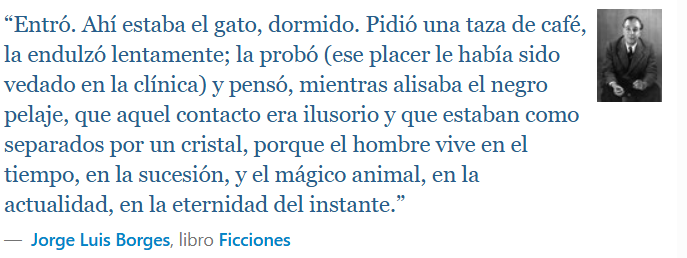 “Entró. Ahí estaba el gato, dormido. Pidió una taza de café,
la endulzó lentamente; la probó (ese placer le había sido
vedado en la clínica) y pensó, mientras alisaba el negro
pelaje, que aquel contacto era ilusorio y que estaban como
separados por un cristal, porque el hombre vive en el
tiempo, en la sucesión, y el mágico animal, en la
actualidad, en la eternidad del instante.”
— Jorge Luis Borges, libro Ficciones